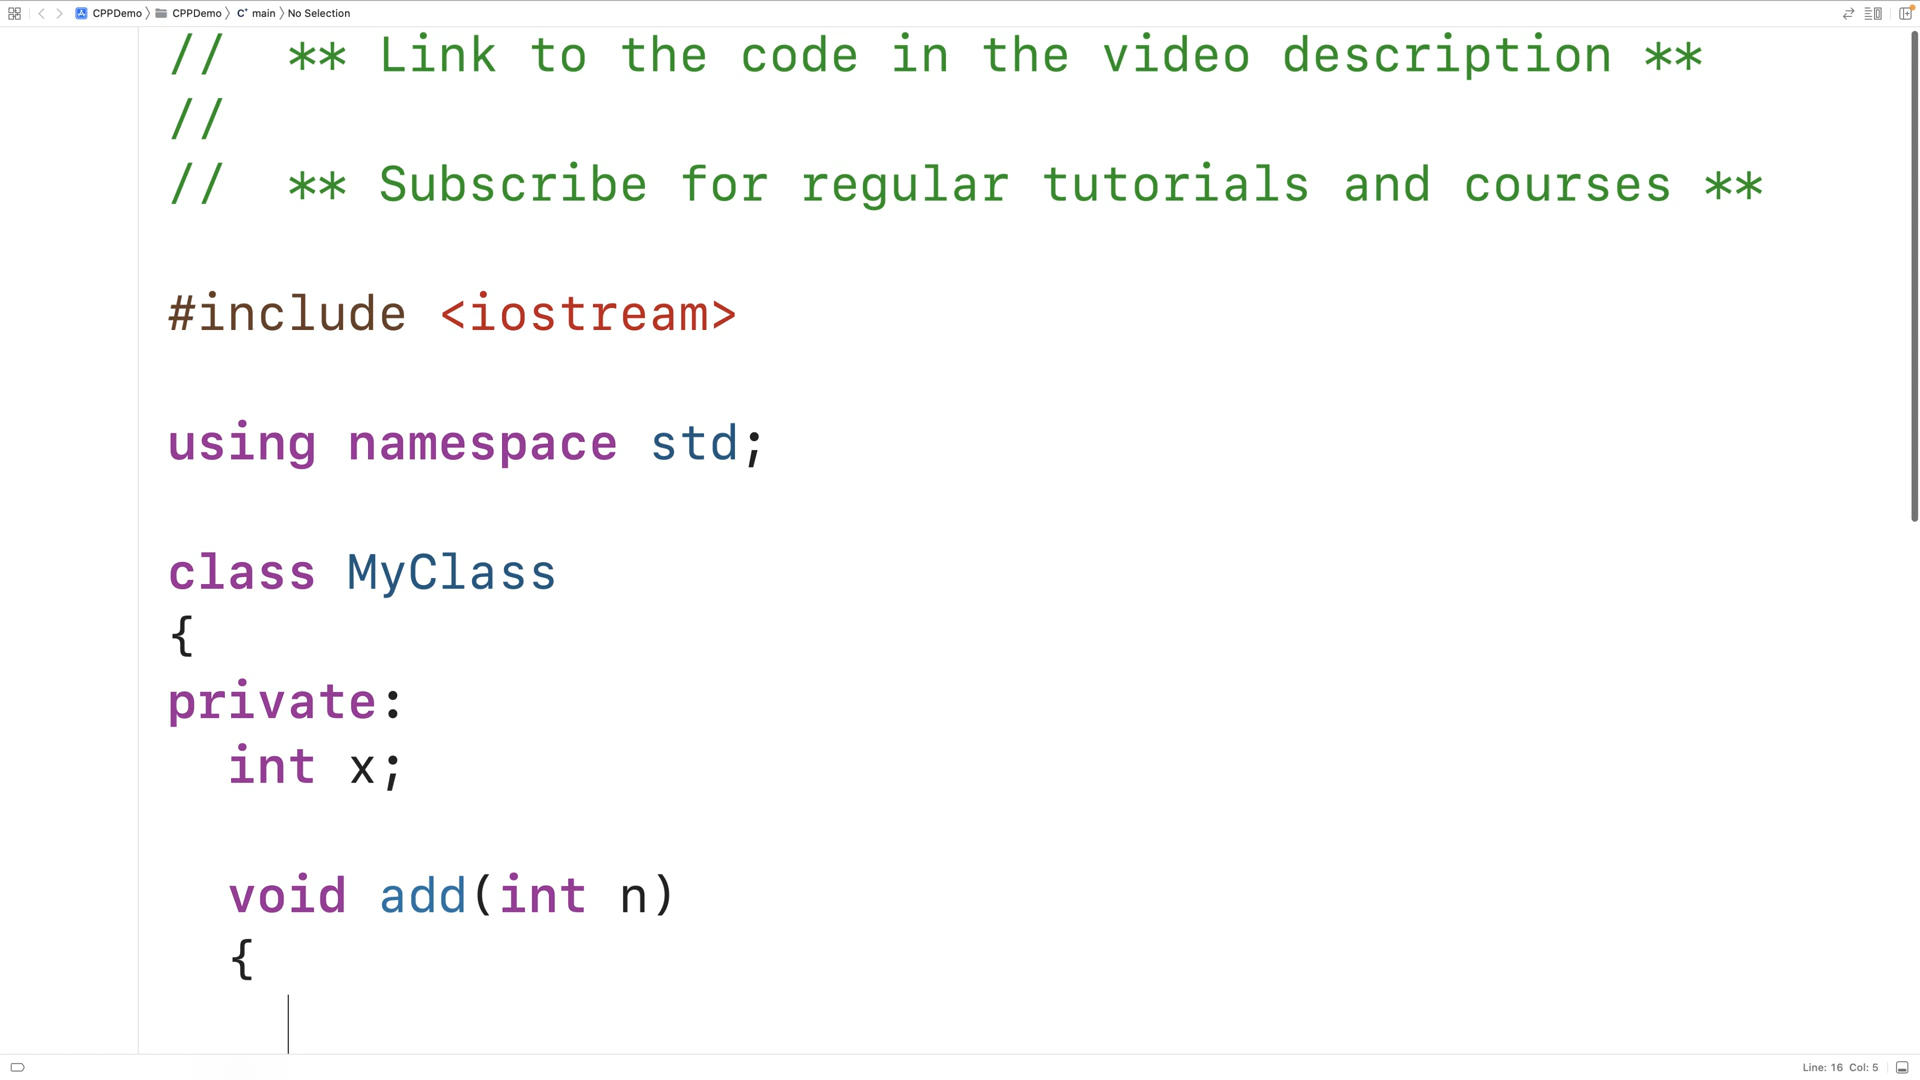 CPPDemo 〉 CPPDemo 〉 C+ main 〉 No Selection
//  ** Link to the code in the video description **
//
//  ** Subscribe for regular tutorials and courses **
#include <iostream>
using namespace std;
class MyClass
{
private:
int x;
void add(int n)
{
Line: 16 Col: 5